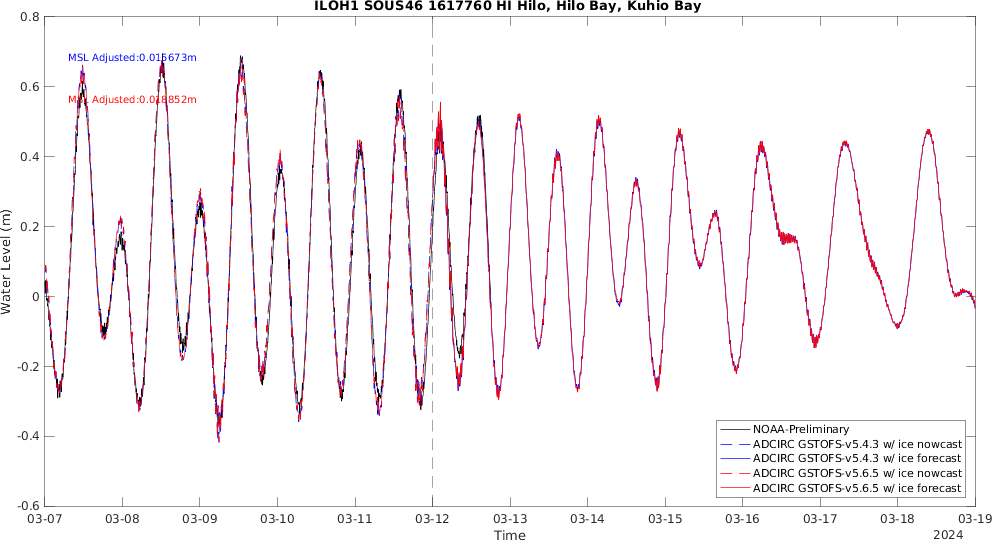 ILOH1 SOUS46 1617760 HI Hilo, Hilo Bay, Kuhio Bay
0.8
MSL Adjusted:0.015673m
0.6
MSL Adjusted:0.018852m
0.4
0.2
0
-0.2
-0.4
-0.6
Water Level (m)
NOAA-Preliminary
ADCIRC GSTOFS-v5.4.3 w/ ice nowcast
ADCIRC GSTOFS-v5.4.3 w/ ice forecast
ADCIRC GSTOFS-v5.6.5 w/ ice nowcast
ADCIRC GSTOFS-v5.6.5 w/ ice forecast
03-07 03-08 03-09 03-10 03-11 03-12 03-13 03-14 03-15 03-16 03-17 03-18 03-19
Time
2024